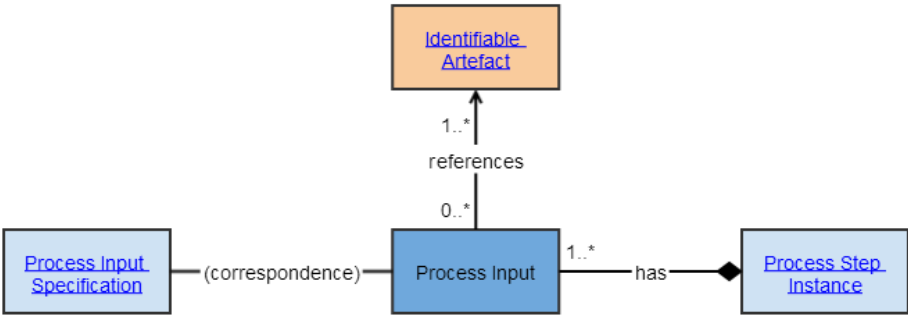 Identifiable
Artefact
1..*
references
0..*
Process Input
Specification
(correspondence)
Process Input
1..*
has
Process Step
Instance